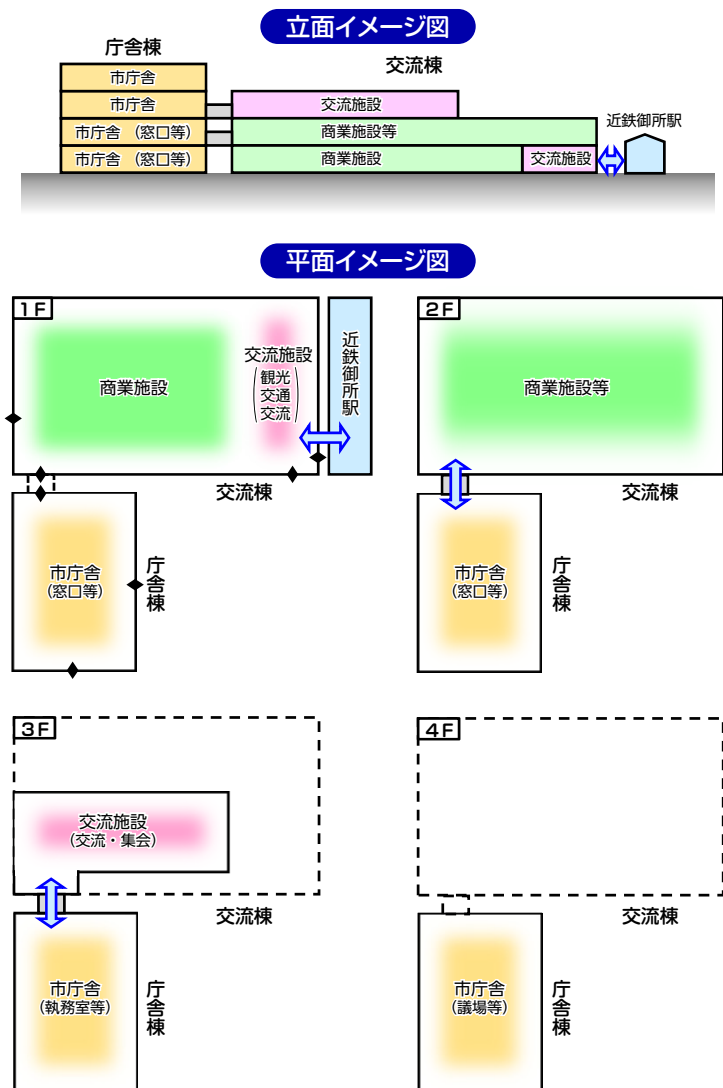 立面イメージ図
庁舎棟
交流棟
市庁舎
市庁舎
交流施設
近鉄御所駅
市庁舎 (窓口等)
商業施設等
市庁舎 (窓口等)
商業施設
交流施設
平面イメージ図
1F
商業施設
交流施設
(観光
交通
交流)
近鉄御所駅
交流棟
市庁舎
(窓口等)
庁舎棟
2F
商業施設等
交流棟
市庁舎
(窓口等)
庁舎棟
3F
交流施設
(交流・集会)
交流棟
市庁舎
(執務室等)
庁舎棟
4F
交流棟
市庁舎
(議場等)
庁舎棟